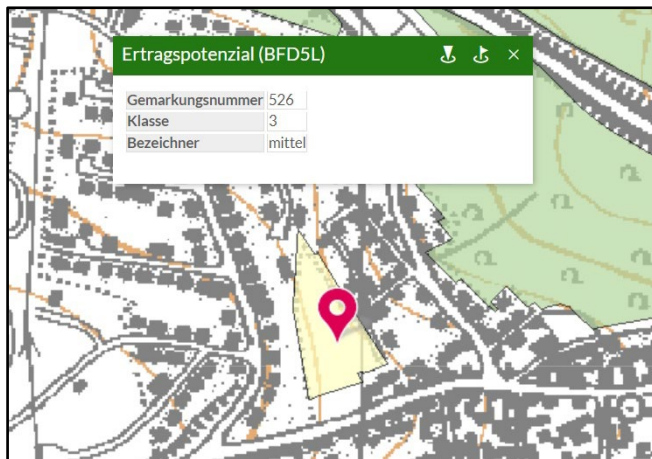 Ertragspotenzial (BFD5L)
Gemarkungsnummer 526
Klasse 3
Bezeichner mittel